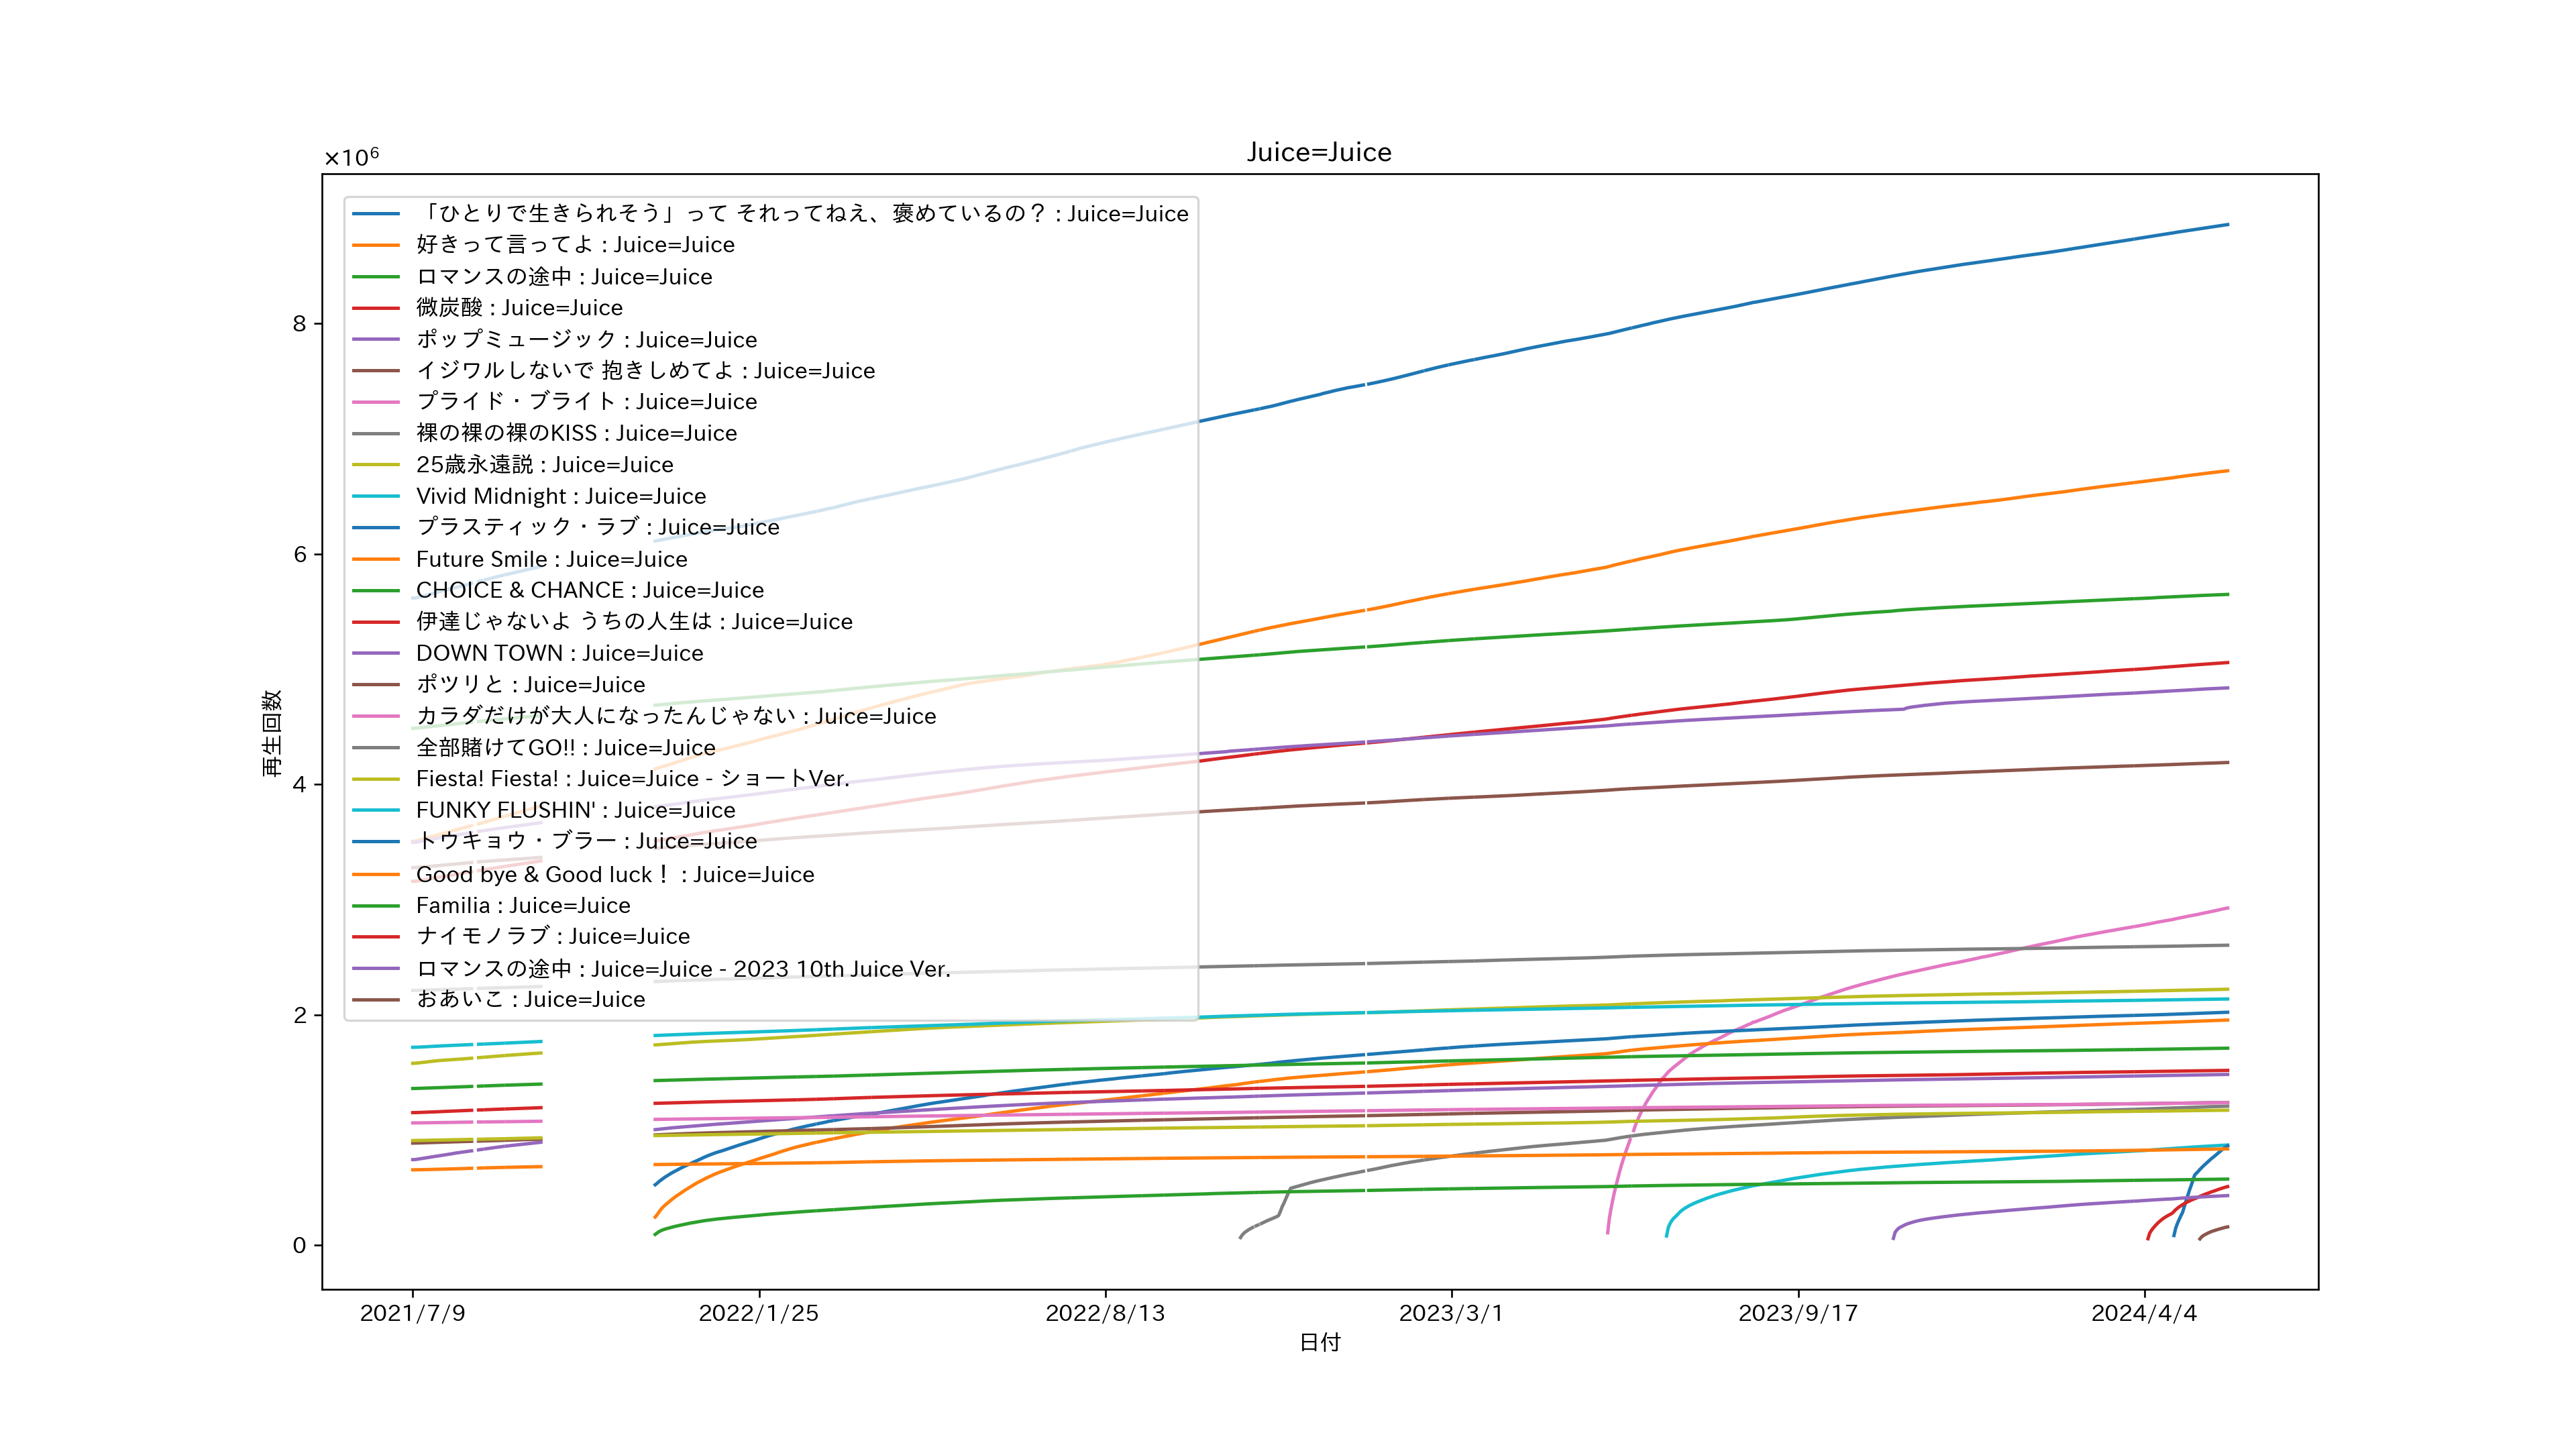 Juice=Juice
×10⁶
「ひとりで生きられそう」って それってねえ、褒めているの？ : Juice=Juice
好きって言ってよ : Juice=Juice
ロマンスの途中 : Juice=Juice
微炭酸 : Juice=Juice
ポップミュージック : Juice=Juice
イジワルしないで 抱きしめてよ : Juice=Juice
プライド・ブライト : Juice=Juice
裸の裸の裸のKISS : Juice=Juice
25歳永遠説 : Juice=Juice
Vivid Midnight : Juice=Juice
プラスティック・ラブ : Juice=Juice
Future Smile : Juice=Juice
CHOICE & CHANCE : Juice=Juice
伊達じゃないよ うちの人生は : Juice=Juice
DOWN TOWN : Juice=Juice
ポツリと : Juice=Juice
カラダだけが大人になったんじゃない : Juice=Juice
全部賭けてGO!! : Juice=Juice
Fiesta! Fiesta! : Juice=Juice - ショートVer.
FUNKY FLUSHIN' : Juice=Juice
トウキョウ・ブラー : Juice=Juice
Good bye & Good luck！ : Juice=Juice
Familia : Juice=Juice
ナイモノラブ : Juice=Juice
ロマンスの途中 : Juice=Juice - 2023 10th Juice Ver.
おあいこ : Juice=Juice
8
6
4
2
0
再生回数
2021/7/9
2022/1/25
2022/8/13
2023/3/1
2023/9/17
2024/4/4
日付